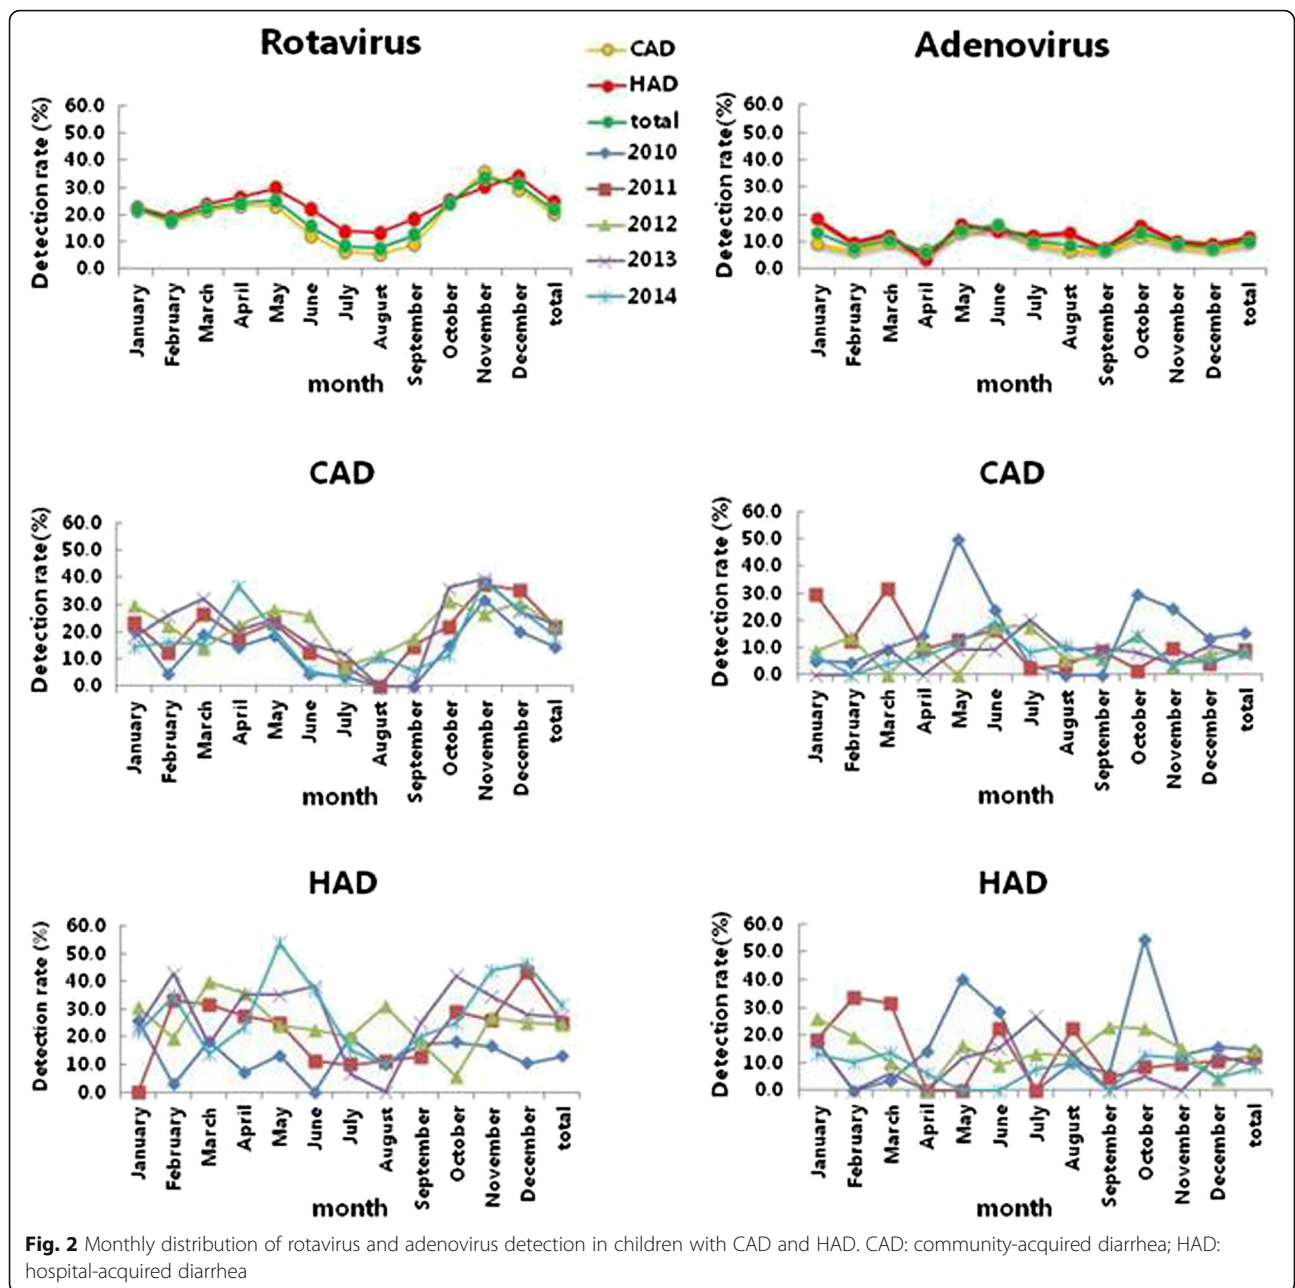 Rotavirus
Detection rate (%)
60.0
50.0
40.0
30.0
20.0
10.0
0.0
January
February
March
April
May
June
July
August
September
October
November
December
total
month
CAD
HAD
total
2010
2011
2012
2013
2014
Adenovirus
Detection rate(%)
60.0
50.0
40.0
30.0
20.0
10.0
0.0
January
February
March
April
May
June
July
August
September
October
November
December
total
month
CAD
Detection rate(%)
60.0
50.0
40.0
30.0
20.0
10.0
0.0
January
February
March
April
May
June
July
August
September
October
November
December
total
month
CAD
Detection rate(%)
60.0
50.0
40.0
30.0
20.0
10.0
0.0
January
February
March
April
May
June
July
August
September
October
November
December
total
month
HAD
Detection rate (%)
60.0
50.0
40.0
30.0
20.0
10.0
0.0
January
February
March
April
May
June
July
August
September
October
November
December
total
month
HAD
Detection rate(%)
60.0
50.0
40.0
30.0
20.0
10.0
0.0
January
February
March
April
May
June
July
August
September
October
November
December
total
month
Fig. 2 Monthly distribution of rotavirus and adenovirus detection in children with CAD and HAD. CAD: community-acquired diarrhea; HAD:
hospital-acquired diarrhea